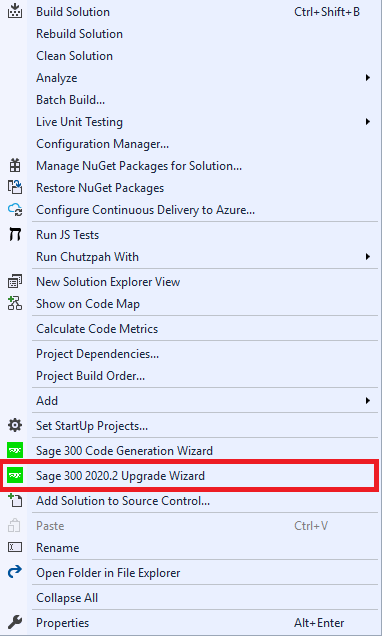 Build Solution Ctrl+Shift+B
Rebuild Solution
Clean Solution
Analyze
Batch Build...
Live Unit Testing
Configuration Manager...
Manage NuGet Packages for Solution...
Restore NuGet Packages
Configure Continuous Delivery to Azure...
Run JS Tests
Run Chutzpah With
New Solution Explorer View
Show on Code Map
Calculate Code Metrics
Project Dependencies...
Project Build Order...
Add
Set StartUp Projects...
Sage 300 Code Generation Wizard
Sage 300 2020.2 Upgrade Wizard
Add Solution to Source Control...
Paste Ctrl+V
Rename
Open Folder in File Explorer
Collapse All
Properties Alt+Enter